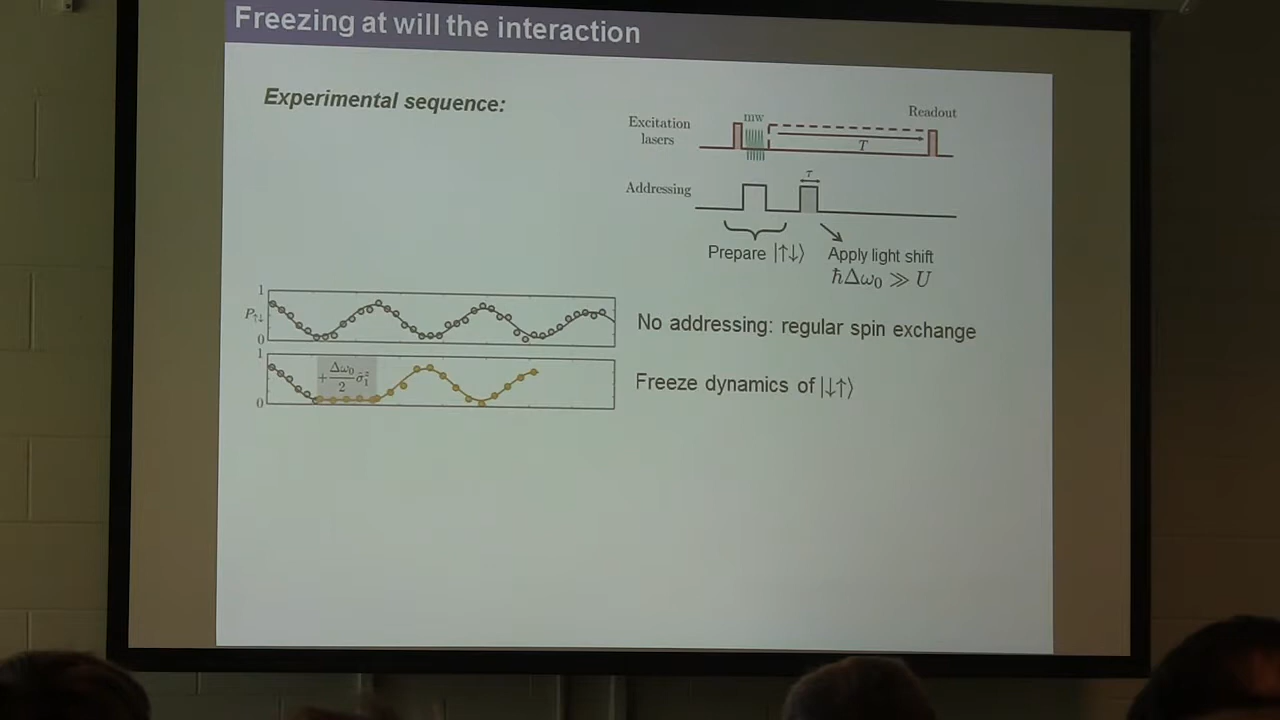 Freezing at will the interaction
Experimental sequence:
Excitation
lasers
mw
Readout
T
Addressing
τ
Prepare |↑↓⟩
Apply light shift
ħΔω₀ ≫ U
1
P↑↓
0
No addressing: regular spin exchange
1
+ Δω₀/2 σ̂₁ᶻ
0
Freeze dynamics of |↓↑⟩